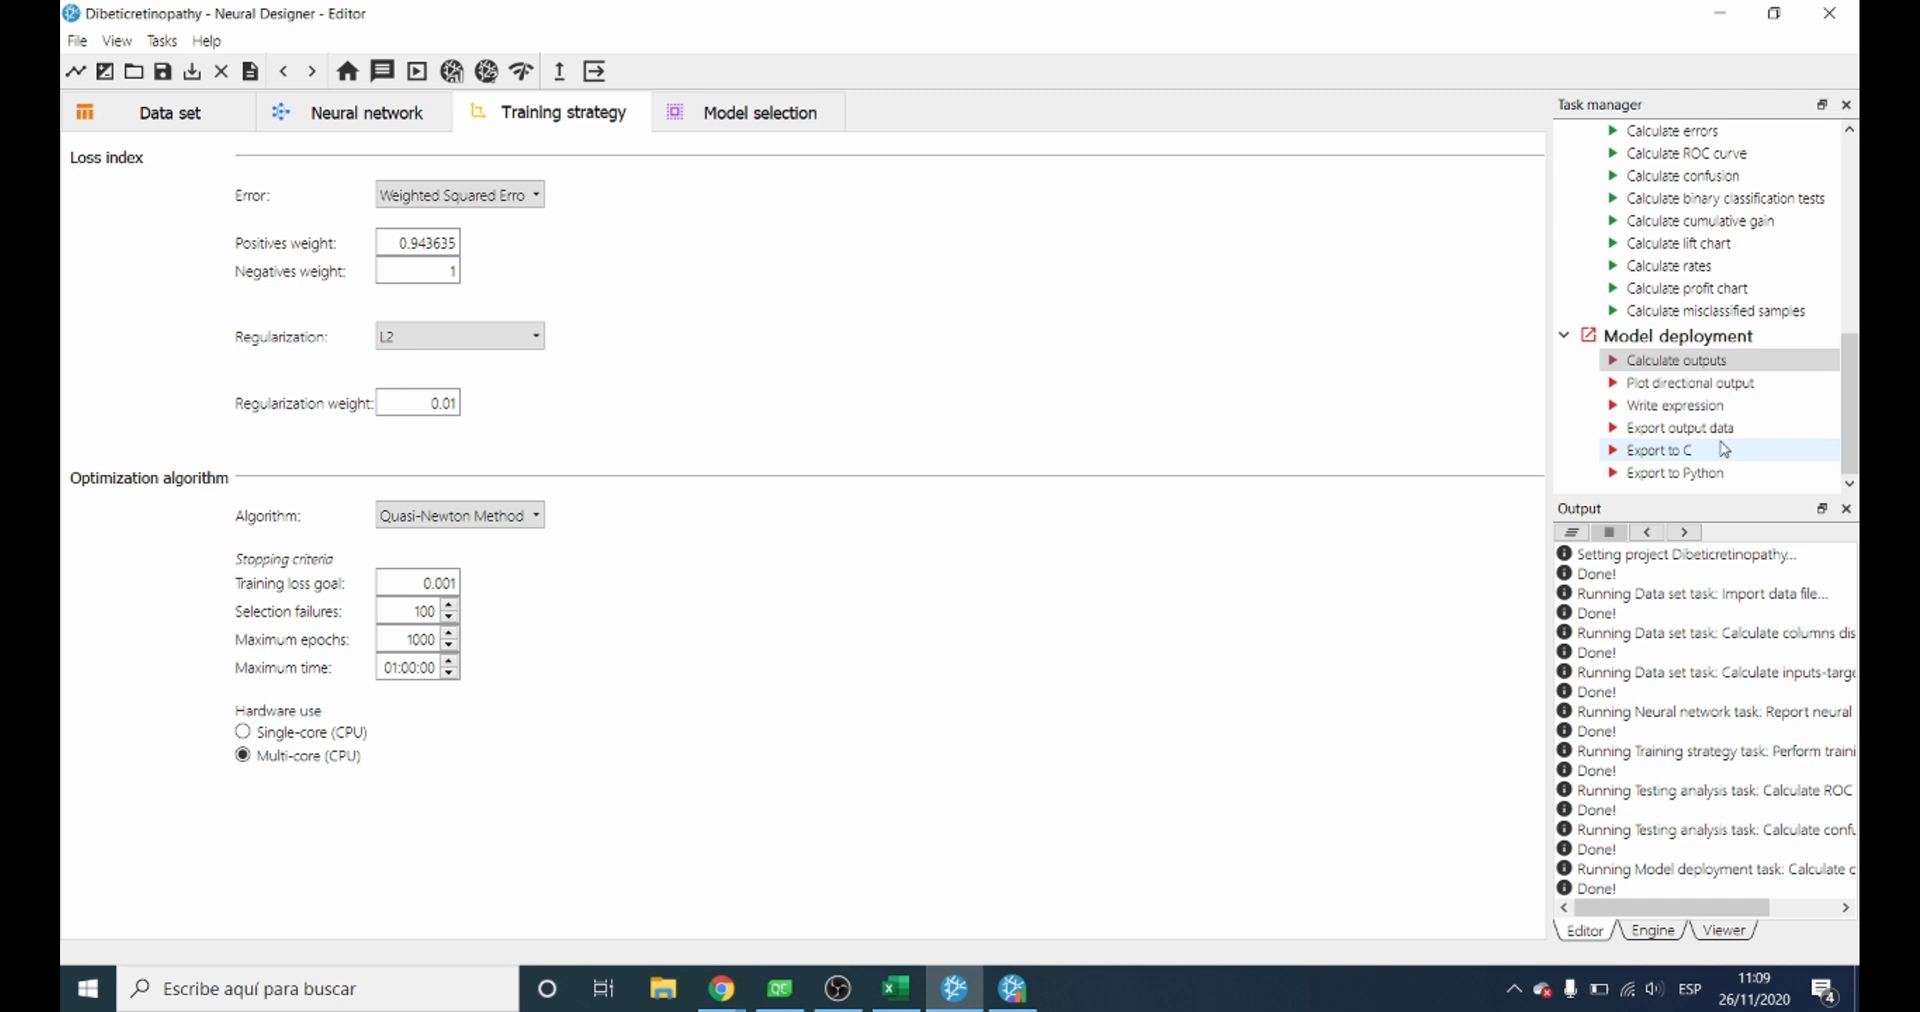 Dibeticretinopathy - Neural Designer - Editor
File View Tasks Help
Data set Neural network Training strategy Model selection
Loss index
Error: Weighted Squared Erro
Positives weight: 0.943635
Negatives weight: 1
Regularization: L2
Regularization weight: 0.01
Optimization algorithm
Algorithm: Quasi-Newton Method
Stopping criteria
Training loss goal: 0.001
Selection failures: 100
Maximum epochs: 1000
Maximum time: 01:00:00
Hardware use
Single-core (CPU)
Multi-core (CPU)
Task manager
Calculate errors
Calculate ROC curve
Calculate confusion
Calculate binary classification tests
Calculate cumulative gain
Calculate lift chart
Calculate rates
Calculate profit chart
Calculate misclassified samples
Model deployment
Calculate outputs
Plot directional output
Write expression
Export output data
Export to C
Export to Python
Output
Setting project Dibeticretinopathy...
Done!
Running Data set task: Import data file...
Done!
Running Data set task: Calculate columns dis
Done!
Running Data set task: Calculate inputs-targe
Done!
Running Neural network task: Report neural
Done!
Running Training strategy task: Perform traini
Done!
Running Testing analysis task: Calculate ROC
Done!
Running Testing analysis task: Calculate confu
Done!
Running Model deployment task: Calculate c
Done!
Editor Engine Viewer
Escribe aquí para buscar
QC
ESP
11:09
26/11/2020
4